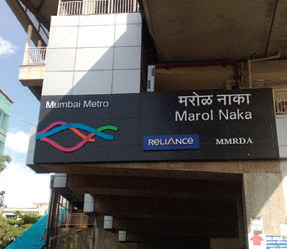 Mumbai Metro
मरोळ नाका
Marol Naka
RELIANCE
MMRDA